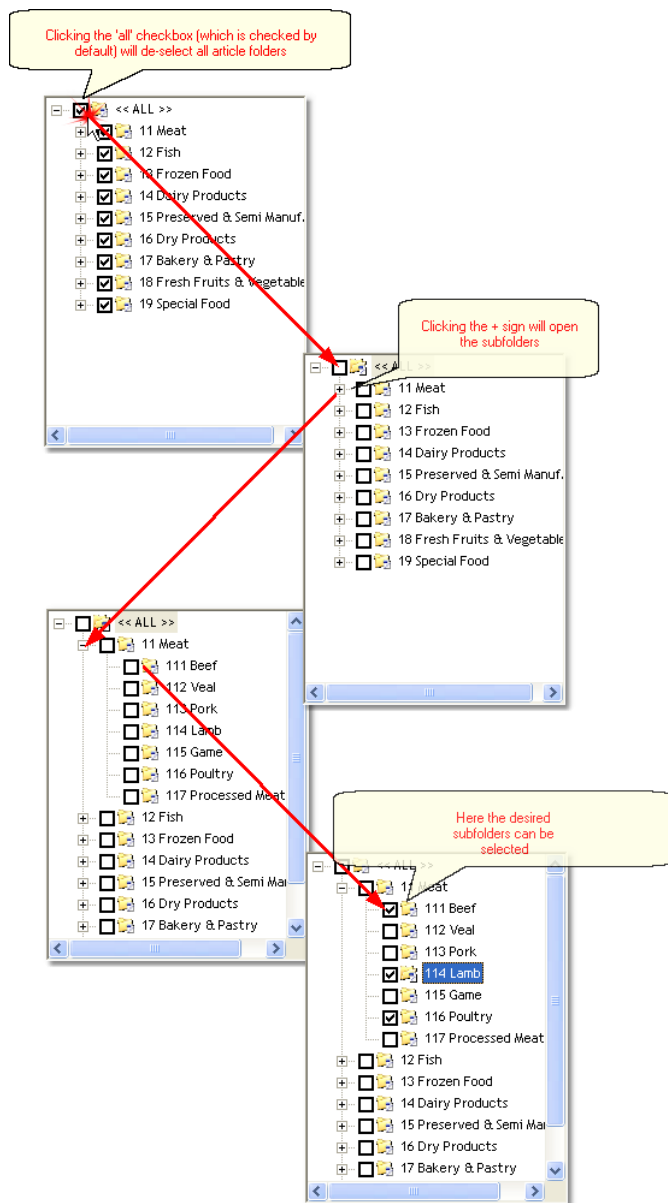 Clicking the 'all' checkbox (which is checked by
default) will de-select all article folders
<< ALL >>
11 Meat
12 Fish
13 Frozen Food
14 Dairy Products
15 Preserved & Semi Manuf.
16 Dry Products
17 Bakery & Pastry
18 Fresh Fruits & Vegetable
19 Special Food
Clicking the + sign will open
the subfolders
<< ALL >>
11 Meat
12 Fish
13 Frozen Food
14 Dairy Products
15 Preserved & Semi Manuf.
16 Dry Products
17 Bakery & Pastry
18 Fresh Fruits & Vegetable
19 Special Food
<< ALL >>
11 Meat
111 Beef
112 Veal
113 Pork
114 Lamb
115 Game
116 Poultry
117 Processed Meat
12 Fish
13 Frozen Food
14 Dairy Products
15 Preserved & Semi Mar
16 Dry Products
17 Bakery & Pastry
Here the desired
subfolders can be
selected
<< ALL >>
11 Meat
111 Beef
112 Veal
113 Pork
114 Lamb
115 Game
116 Poultry
117 Processed Meat
12 Fish
13 Frozen Food
14 Dairy Products
15 Preserved & Semi Mar
16 Dry Products
17 Bakery & Pastry